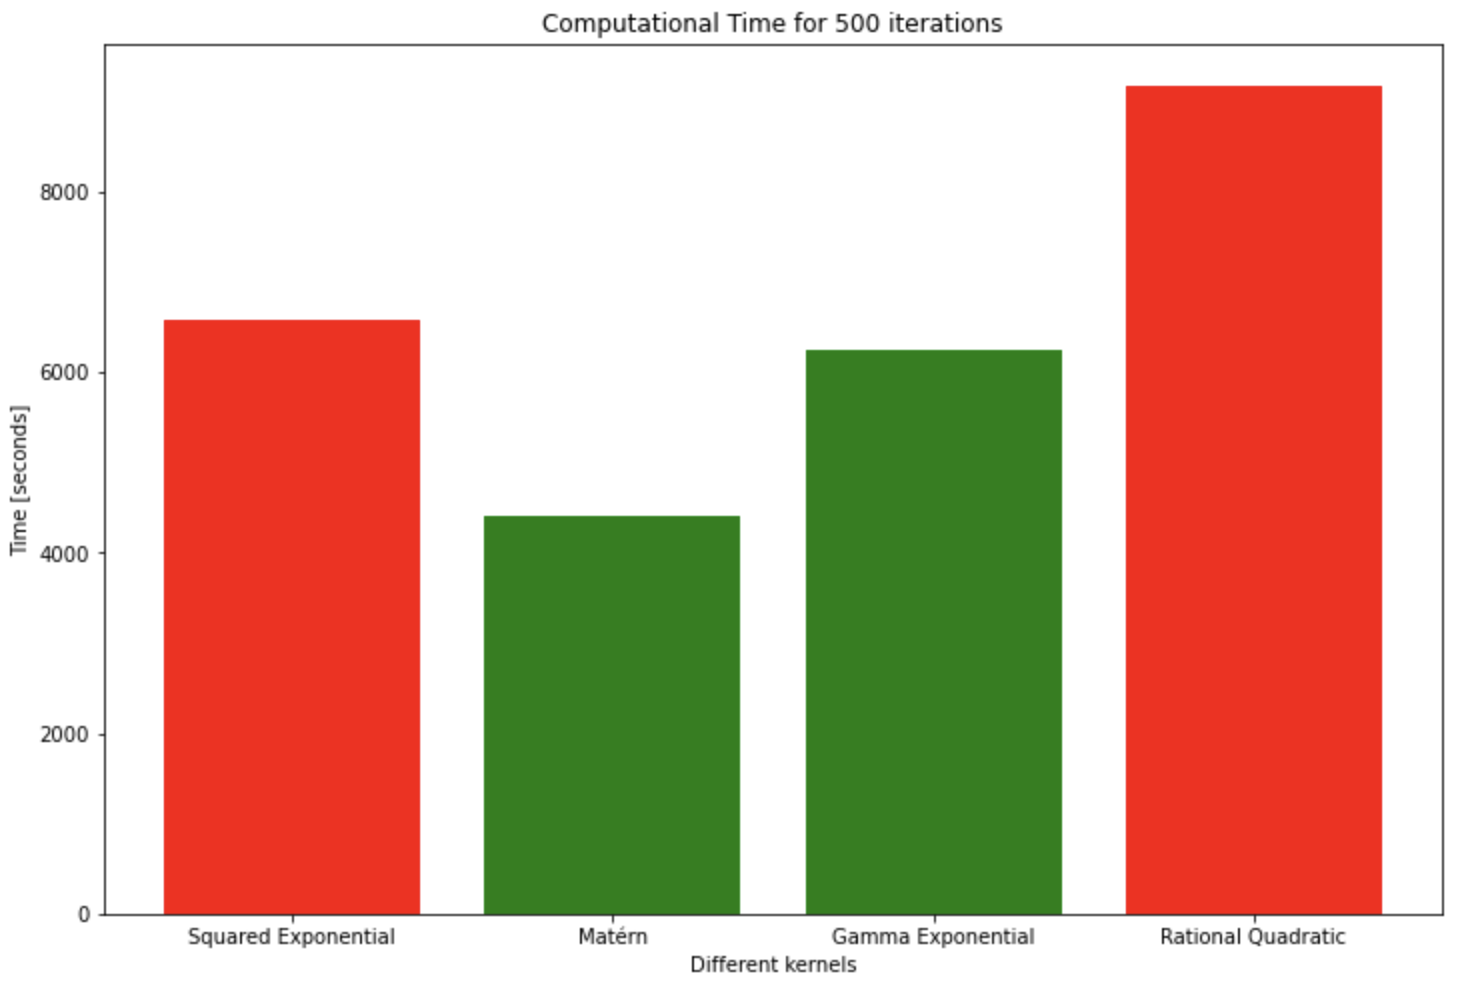 Computational Time for 500 iterations
8000
6000
4000
2000
0
Time [seconds]
Squared Exponential
Matérn
Gamma Exponential
Rational Quadratic
Different kernels